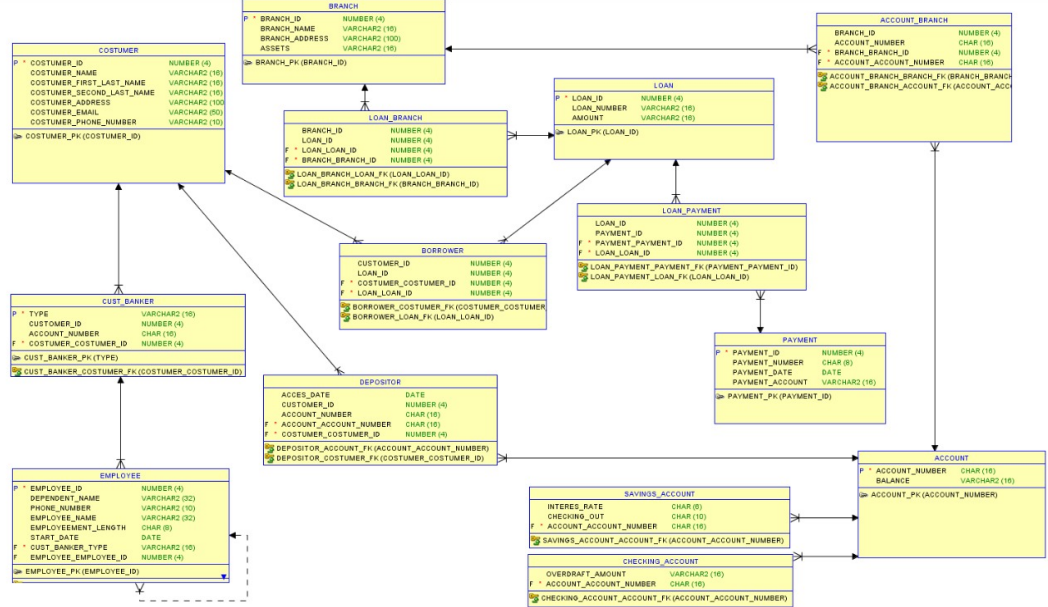 BRANCH
P * BRANCH_ID NUMBER (4)
BRANCH_NAME VARCHAR2 (16)
BRANCH_ADDRESS VARCHAR2 (100)
ASSETS VARCHAR2 (16)
BRANCH_PK (BRANCH_ID)
ACCOUNT_BRANCH
BRANCH_ID NUMBER (4)
ACCOUNT_NUMBER CHAR (16)
F * BRANCH_BRANCH_ID NUMBER (4)
F * ACCOUNT_ACCOUNT_NUMBER CHAR (16)
ACCOUNT_BRANCH_BRANCH_FK (BRANCH_BRANCH
ACCOUNT_BRANCH_ACCOUNT_FK (ACCOUNT_ACCO
COSTUMER
P * COSTUMER_ID NUMBER (4)
COSTUMER_NAME VARCHAR2 (16)
COSTUMER_FIRST_LAST_NAME VARCHAR2 (16)
COSTUMER_SECOND_LAST_NAME VARCHAR2 (16)
COSTUMER_ADDRESS VARCHAR2 (100
COSTUMER_EMAIL VARCHAR2 (50)
COSTUMER_PHONE_NUMBER VARCHAR2 (10)
COSTUMER_PK (COSTUMER_ID)
LOAN
P * LOAN_ID NUMBER (4)
LOAN_NUMBER VARCHAR2 (16)
AMOUNT VARCHAR2 (16)
LOAN_PK (LOAN_ID)
LOAN_BRANCH
BRANCH_ID NUMBER (4)
LOAN_ID NUMBER (4)
F * LOAN_LOAN_ID NUMBER (4)
F * BRANCH_BRANCH_ID NUMBER (4)
LOAN_BRANCH_LOAN_FK (LOAN_LOAN_ID)
LOAN_BRANCH_BRANCH_FK (BRANCH_BRANCH_ID)
LOAN_PAYMENT
LOAN_ID NUMBER (4)
PAYMENT_ID NUMBER (4)
F * PAYMENT_PAYMENT_ID NUMBER (4)
F * LOAN_LOAN_ID NUMBER (4)
LOAN_PAYMENT_PAYMENT_FK (PAYMENT_PAYMENT_ID)
LOAN_PAYMENT_LOAN_FK (LOAN_LOAN_ID)
BORROWER
CUSTOMER_ID NUMBER (4)
LOAN_ID NUMBER (4)
F * COSTUMER_COSTUMER_ID NUMBER (4)
F * LOAN_LOAN_ID NUMBER (4)
BORROWER_COSTUMER_FK (COSTUMER_COSTUMER
BORROWER_LOAN_FK (LOAN_LOAN_ID)
CUST_BANKER
P * TYPE VARCHAR2 (16)
CUSTOMER_ID NUMBER (4)
ACCOUNT_NUMBER CHAR (16)
F * COSTUMER_COSTUMER_ID NUMBER (4)
CUST_BANKER_PK (TYPE)
CUST_BANKER_COSTUMER_FK (COSTUMER_COSTUMER_ID)
PAYMENT
P * PAYMENT_ID NUMBER (4)
PAYMENT_NUMBER CHAR (8)
PAYMENT_DATE DATE
PAYMENT_ACCOUNT VARCHAR2 (16)
PAYMENT_PK (PAYMENT_ID)
DEPOSITOR
ACCES_DATE DATE
CUSTOMER_ID NUMBER (4)
ACCOUNT_NUMBER CHAR (16)
F * ACCOUNT_ACCOUNT_NUMBER CHAR (16)
F * COSTUMER_COSTUMER_ID NUMBER (4)
DEPOSITOR_ACCOUNT_FK (ACCOUNT_ACCOUNT_NUMBER)
DEPOSITOR_COSTUMER_FK (COSTUMER_COSTUMER_ID)
ACCOUNT
P * ACCOUNT_NUMBER CHAR (16)
BALANCE VARCHAR2 (16)
ACCOUNT_PK (ACCOUNT_NUMBER)
EMPLOYEE
P * EMPLOYEE_ID NUMBER (4)
DEPENDENT_NAME VARCHAR2 (32)
PHONE_NUMBER VARCHAR2 (10)
EMPLOYEE_NAME VARCHAR2 (32)
EMPLOYEEMENT_LENGTH CHAR (8)
START_DATE DATE
F * CUST_BANKER_TYPE VARCHAR2 (16)
F EMPLOYEE_EMPLOYEE_ID NUMBER (4)
EMPLOYEE_PK (EMPLOYEE_ID)
SAVINGS_ACCOUNT
INTERES_RATE CHAR (6)
CHECKING_OUT CHAR (10)
F * ACCOUNT_ACCOUNT_NUMBER CHAR (16)
SAVINGS_ACCOUNT_ACCOUNT_FK (ACCOUNT_ACCOUNT_NUMBER)
CHECKING_ACCOUNT
OVERDRAFT_AMOUNT VARCHAR2 (16)
F * ACCOUNT_ACCOUNT_NUMBER CHAR (16)
CHECKING_ACCOUNT_ACCOUNT_FK (ACCOUNT_ACCOUNT_NUMBER)